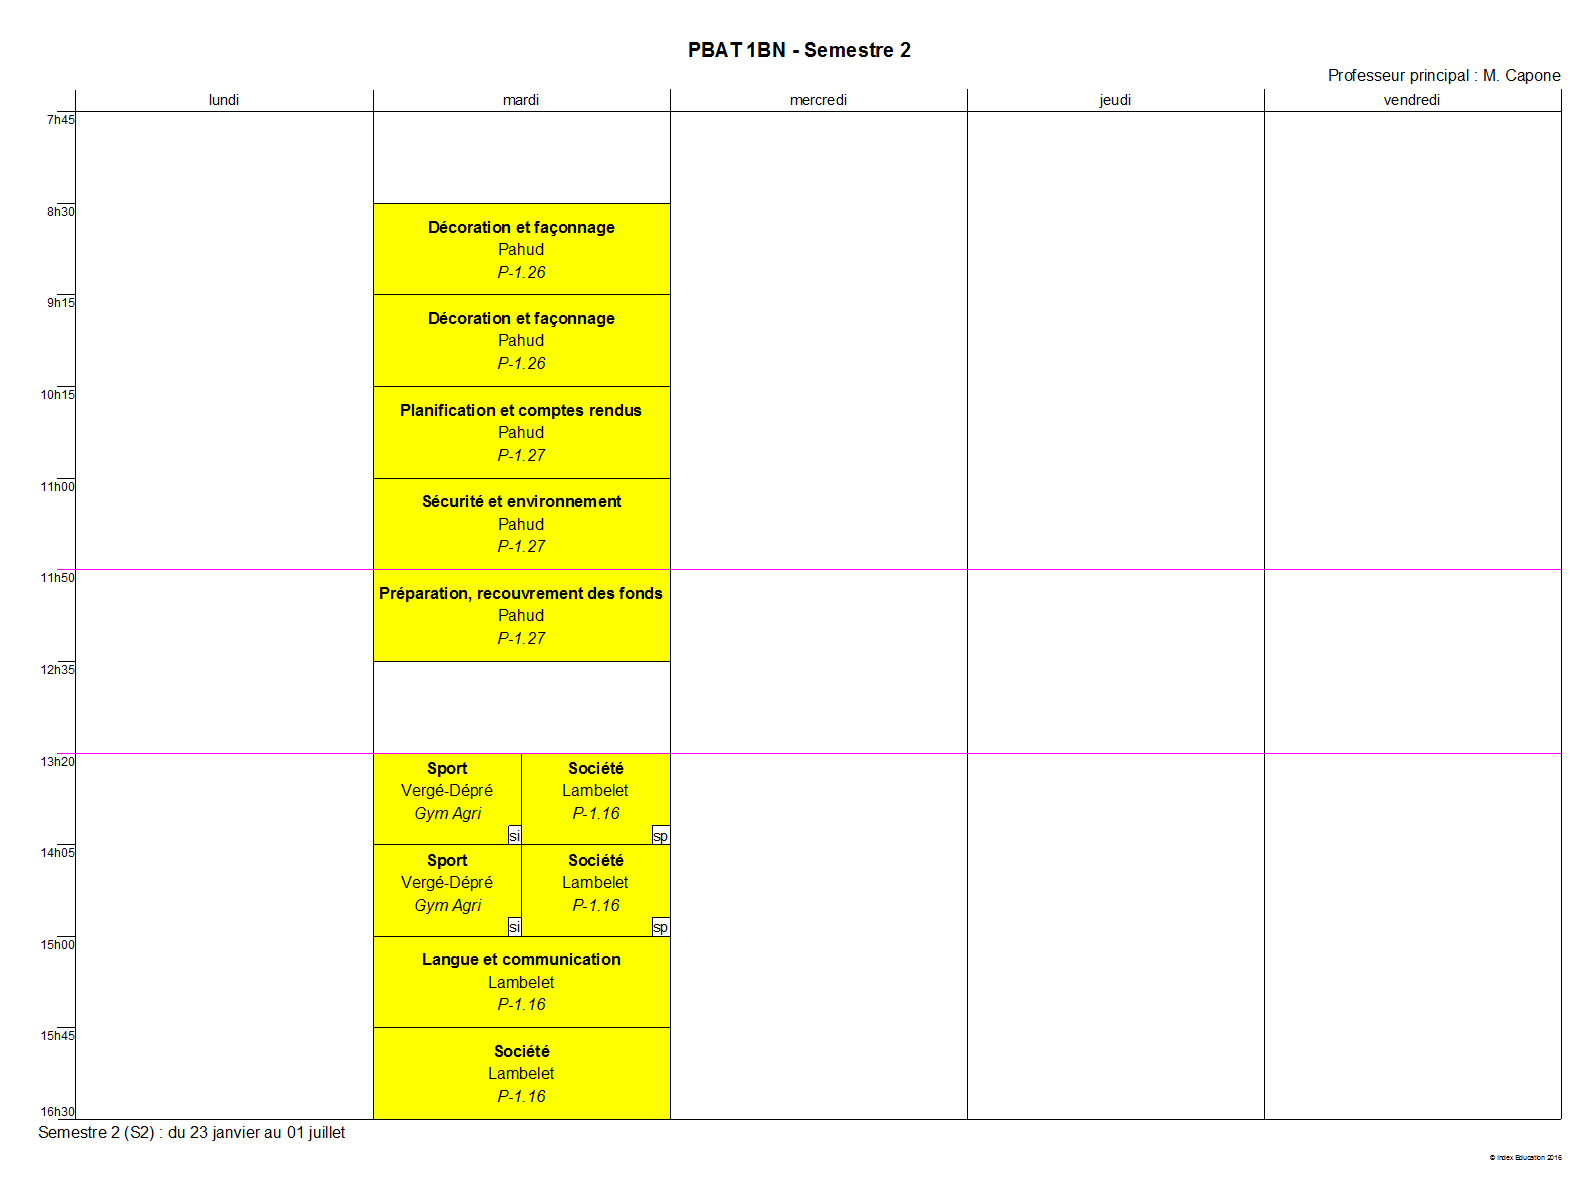 PBAT 1BN - Semestre 2
Professeur principal : M. Capone
lundi mardi mercredi jeudi vendredi
7h45
8h30
Décoration et façonnage
Pahud
P-1.26
9h15
Décoration et façonnage
Pahud
P-1.26
10h15
Planification et comptes rendus
Pahud
P-1.27
11h00
Sécurité et environnement
Pahud
P-1.27
11h50
Préparation, recouvrement des fonds
Pahud
P-1.27
12h35
13h20
Sport
Vergé-Dépré
Gym Agri
si
Société
Lambelet
P-1.16
sp
14h05
Sport
Vergé-Dépré
Gym Agri
si
Société
Lambelet
P-1.16
sp
15h00
Langue et communication
Lambelet
P-1.16
15h45
Société
Lambelet
P-1.16
16h30
Semestre 2 (S2) : du 23 janvier au 01 juillet
© Index Education 2016